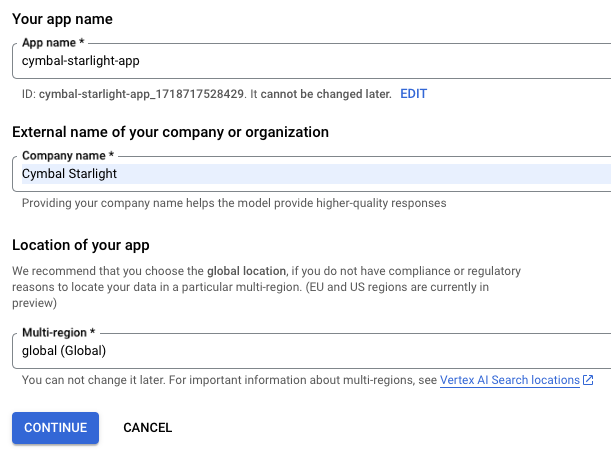 Your app name
App name *
cymbal-starlight-app
ID: cymbal-starlight-app_1718717528429. It cannot be changed later. EDIT
External name of your company or organization
Company name *
Cymbal Starlight
Providing your company name helps the model provide higher-quality responses
Location of your app
We recommend that you choose the global location, if you do not have compliance or regulatory
reasons to locate your data in a particular multi-region. (EU and US regions are currently in
preview)
Multi-region *
global (Global)
You can not change it later. For important information about multi-regions, see Vertex AI Search locations
CONTINUE CANCEL